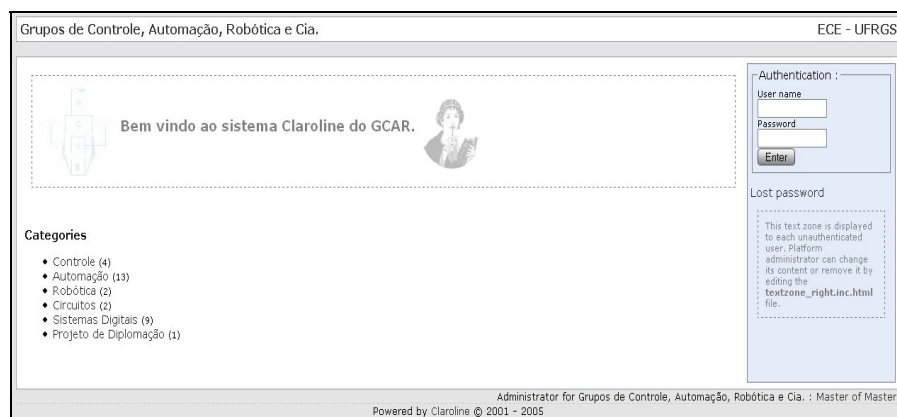 Grupos de Controle, Automação, Robótica e Cia.
ECE - UFRGS
Bem vindo ao sistema Claroline do GCAR.
Categories
Controle (4)
Automação (13)
Robótica (2)
Circuitos (2)
Sistemas Digitais (9)
Projeto de Diplomação (1)
Authentication :
User name
Password
Enter
Lost password
This text zone is displayed
to each unauthenticated
user. Platform
administrator can change
its content or remove it by
editing the
textzone_right.inc.html
file.
Administrator for Grupos de Controle, Automação, Robótica e Cia. : Master of Master
Powered by Claroline © 2001 - 2005